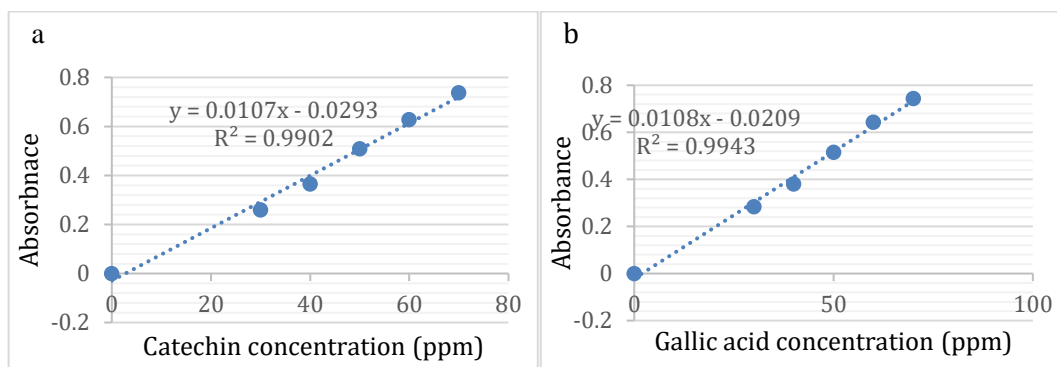 a
0.8
0.6
0.4
0.2
0
-0.2
y = 0.0107x - 0.0293
R² = 0.9902
0
20
40
60
80
Absorbnace
Catechin concentration (ppm)
b
0.8
0.6
0.4
0.2
0
-0.2
y = 0.0108x - 0.0209
R² = 0.9943
0
50
100
Absorbance
Gallic acid concentration (ppm)